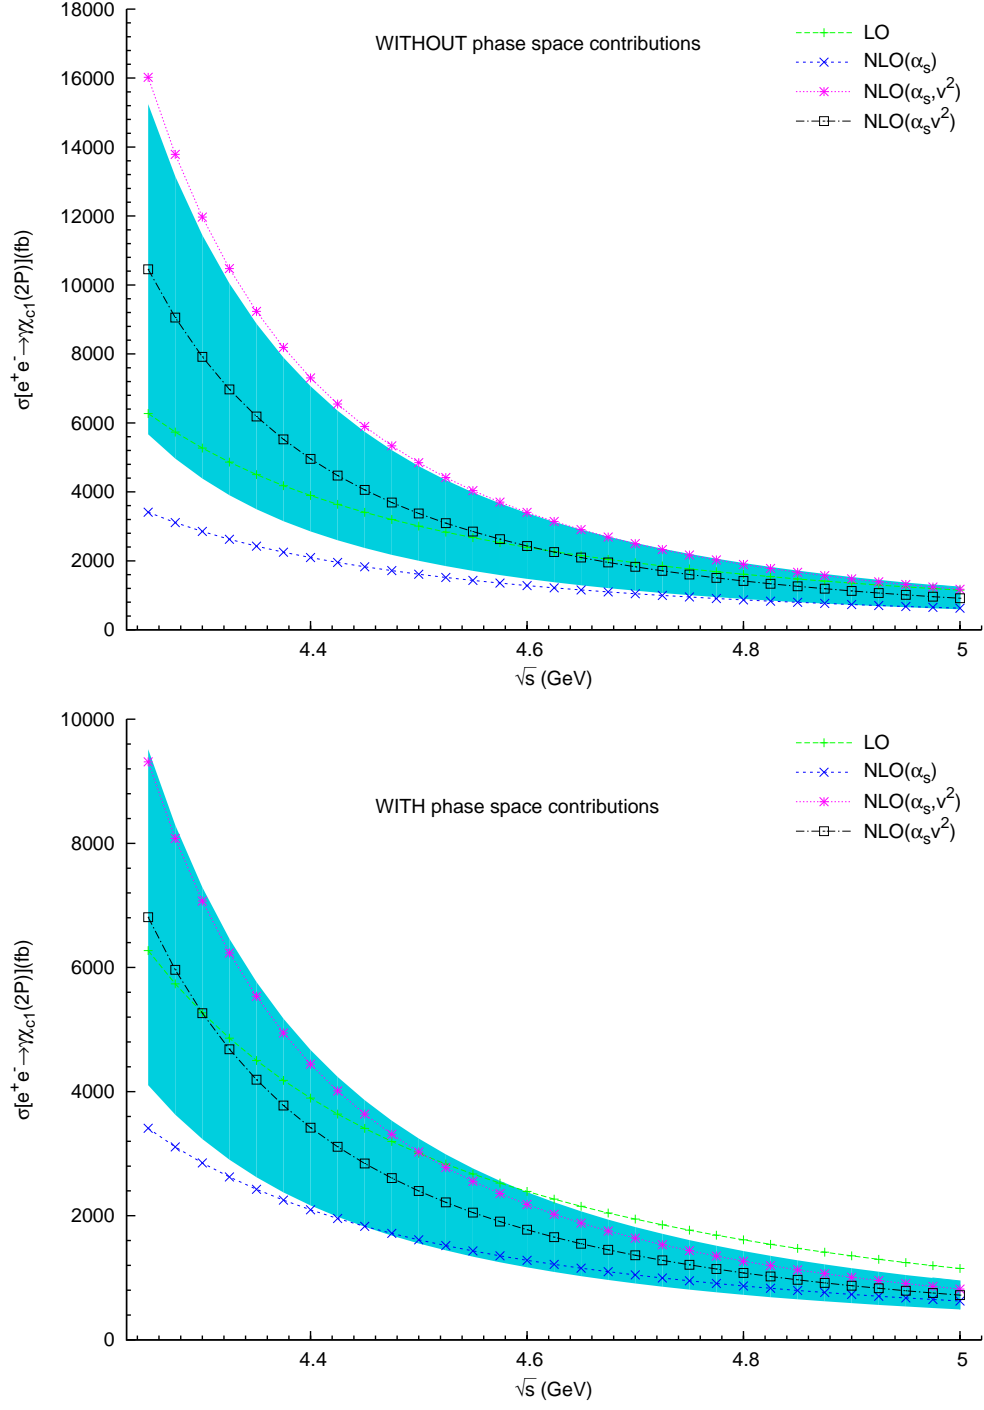 18000
16000
14000
12000
10000
8000
6000
4000
2000
0
σ[e⁺e⁻→γχc1(2P)](fb)
WITHOUT phase space contributions
LO
NLO(αs)
NLO(αs,v²)
NLO(αsv²)
4.4 4.6 4.8 5
√s (GeV)
10000
8000
6000
4000
2000
0
σ[e⁺e⁻→γχc1(2P)](fb)
WITH phase space contributions
LO
NLO(αs)
NLO(αs,v²)
NLO(αsv²)
4.4 4.6 4.8 5
√s (GeV)